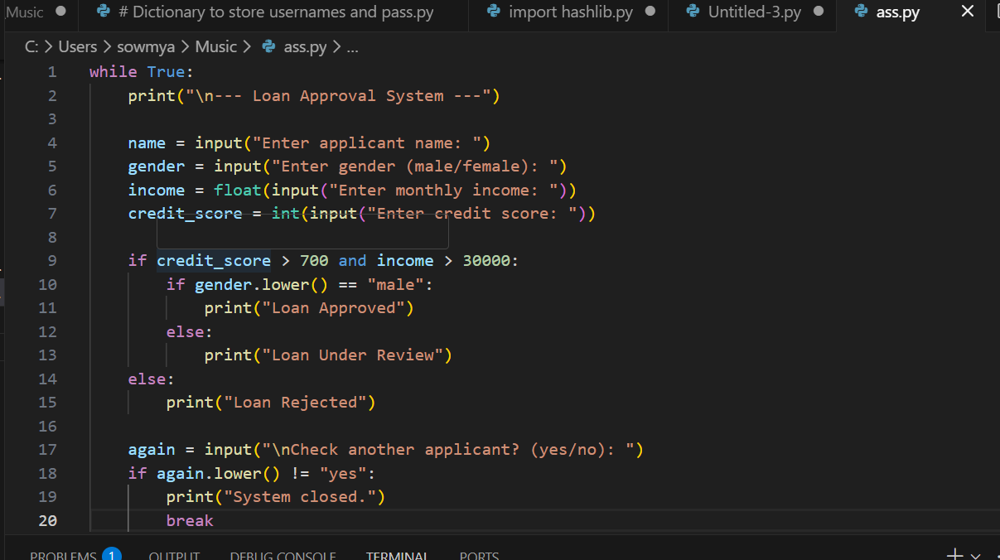 Music # Dictionary to store usernames and pass.py import hashlib.py Untitled-3.py ass.py
C: > Users > sowmya > Music > ass.py > ...
1 while True:
2     print("\n--- Loan Approval System ---")
3
4     name = input("Enter applicant name: ")
5     gender = input("Enter gender (male/female): ")
6     income = float(input("Enter monthly income: "))
7     credit_score = int(input("Enter credit score: "))
8
9     if credit_score > 700 and income > 30000:
10         if gender.lower() == "male":
11             print("Loan Approved")
12         else:
13             print("Loan Under Review")
14     else:
15         print("Loan Rejected")
16
17     again = input("\nCheck another applicant? (yes/no): ")
18     if again.lower() != "yes":
19         print("System closed.")
20         break
PROBLEMS 1 OUTPUT DEBUG CONSOLE TERMINAL PORTS